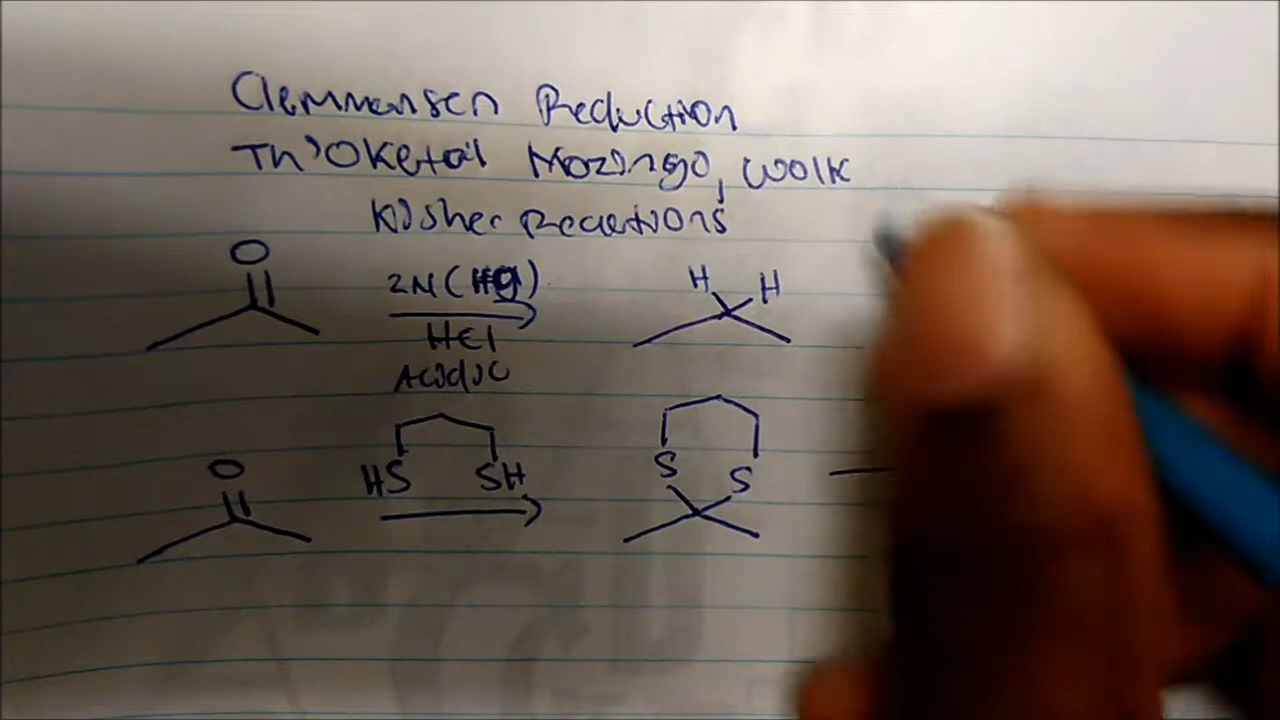 Clemmensen Reduction
Thioketal Mozingo, Wolk
Kisher Reactions
O
ZN (Hg)
HCl
Acidic
H H
O
HS SH
S S